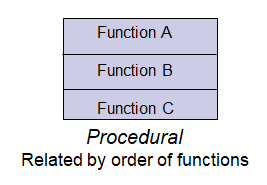 Function A
Function B
Function C
Procedural
Related by order of functions